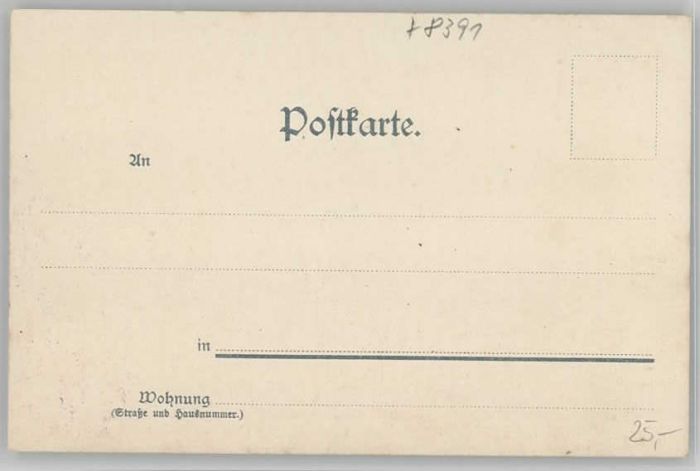 + 8391
Postkarte.
An
in
Wohnung
(Straße und Hausnummer.)
25,-